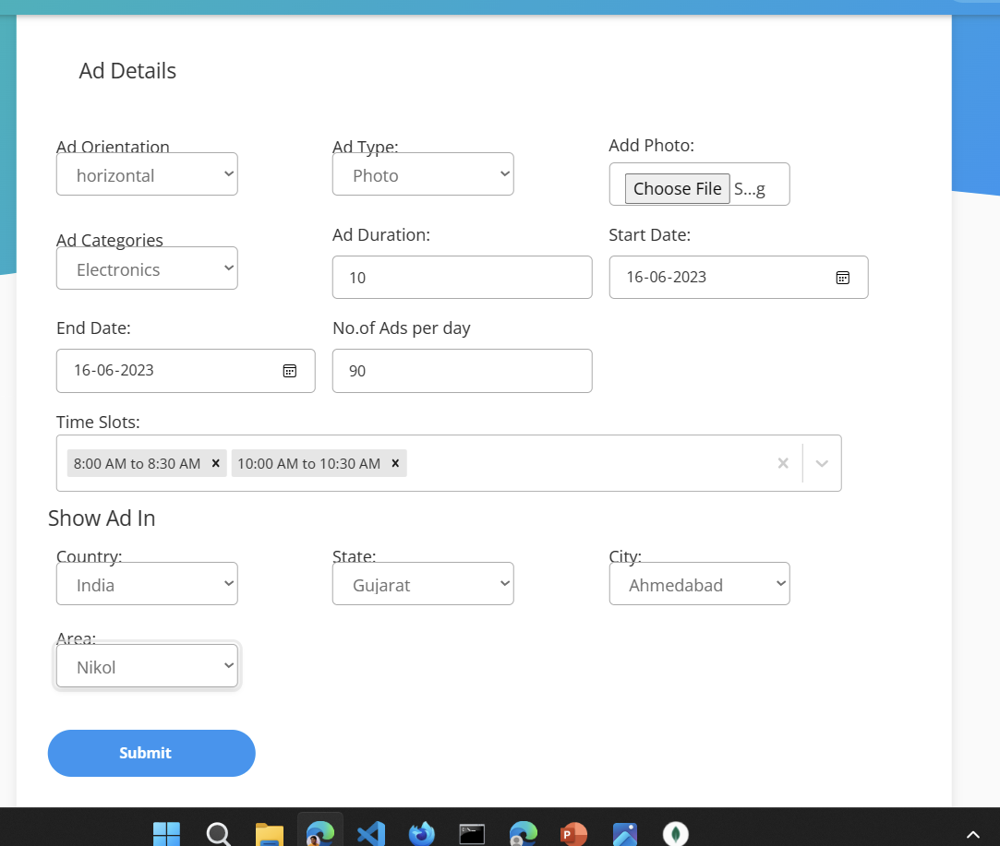 Ad Details
Ad Orientation Ad Type: Add Photo:
horizontal Photo Choose File S...g
Ad Categories Ad Duration: Start Date:
Electronics 10 16-06-2023
End Date: No.of Ads per day
16-06-2023 90
Time Slots:
8:00 AM to 8:30 AM × 10:00 AM to 10:30 AM ×
Show Ad In
Country: State: City:
India Gujarat Ahmedabad
Area:
Nikol
Submit